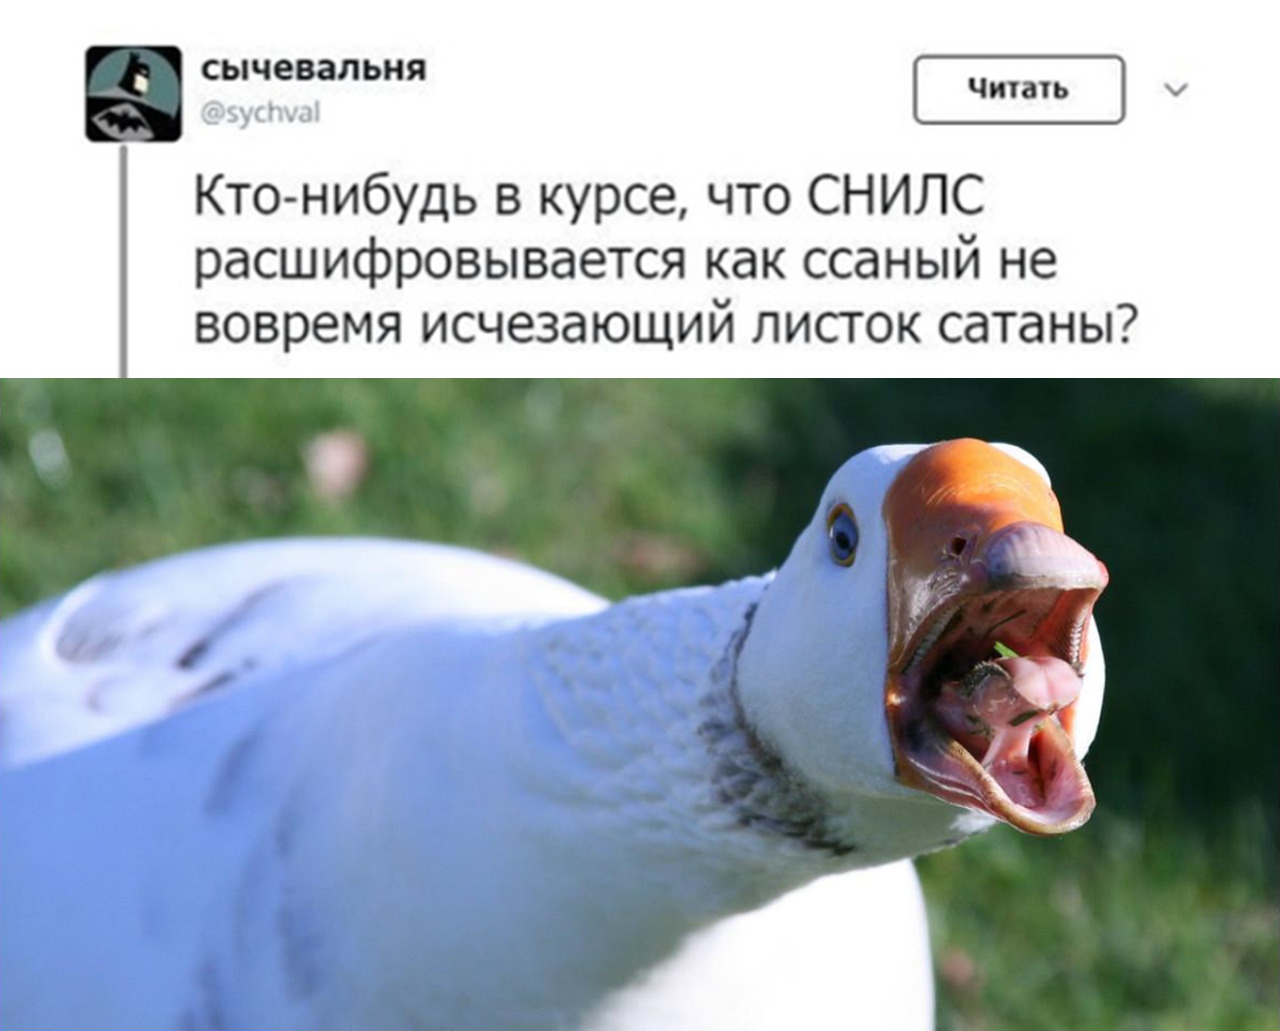 сычевальня
@sychval
Читать
Кто-нибудь в курсе, что СНИЛС
расшифровывается как ссаный не
вовремя исчезающий листок сатаны?